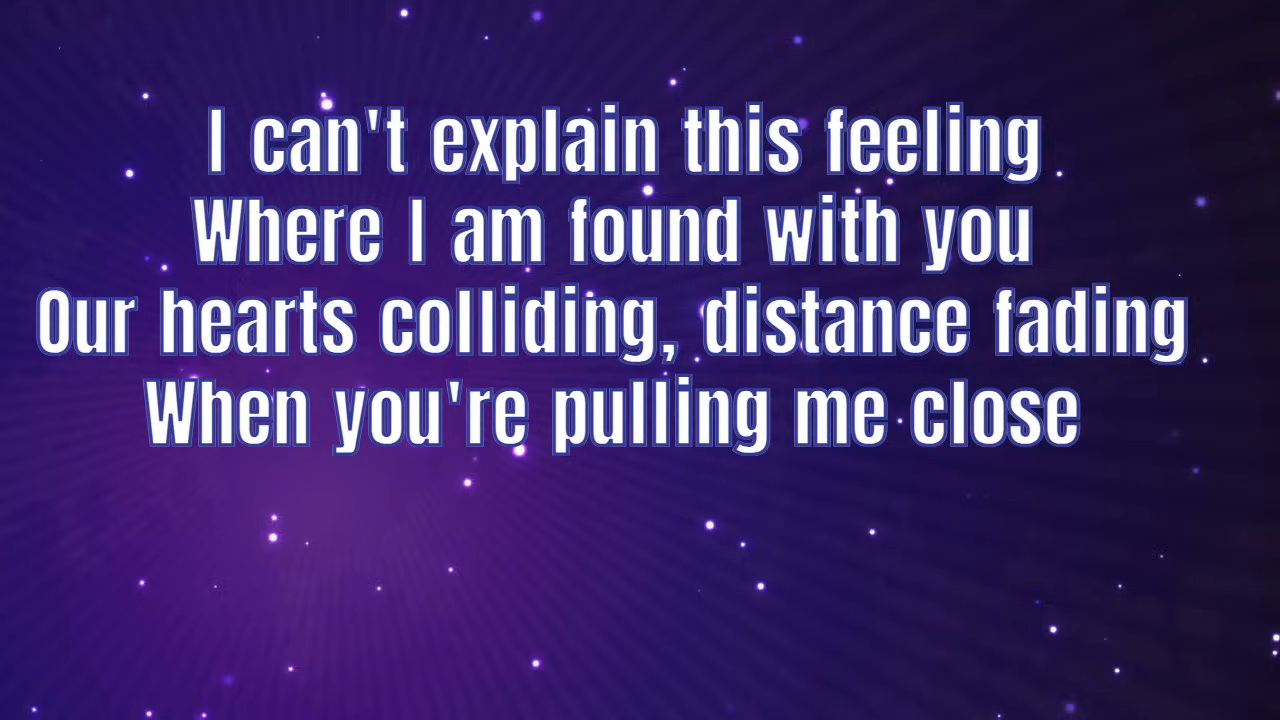 I can't explain this feeling
Where I am found with you
Our hearts colliding, distance fading
When you're pulling me close